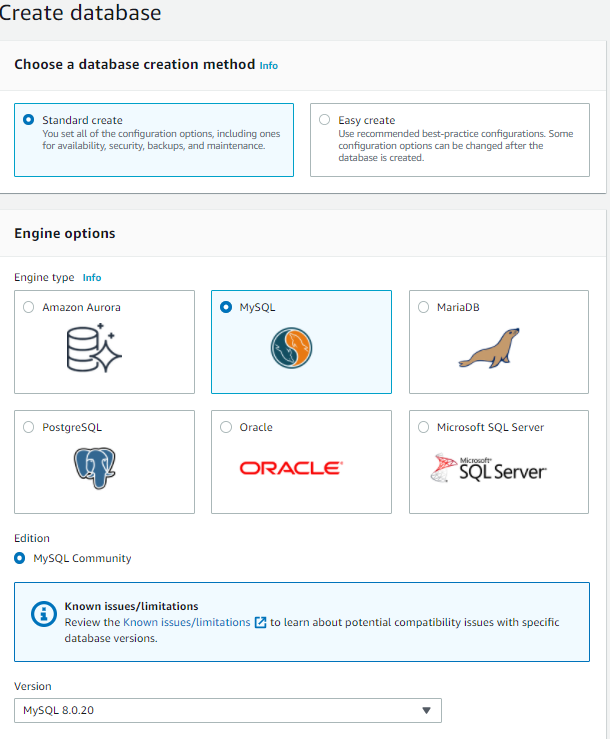 Create database
Choose a database creation method Info
Standard create
You set all of the configuration options, including ones
for availability, security, backups, and maintenance.
Easy create
Use recommended best-practice configurations. Some
configuration options can be changed after the
database is created.
Engine options
Engine type Info
Amazon Aurora
MySQL
MariaDB
PostgreSQL
Oracle
ORACLE
Microsoft SQL Server
Microsoft
SQL Server
Edition
MySQL Community
Known issues/limitations
Review the Known issues/limitations to learn about potential compatibility issues with specific
database versions.
Version
MySQL 8.0.20